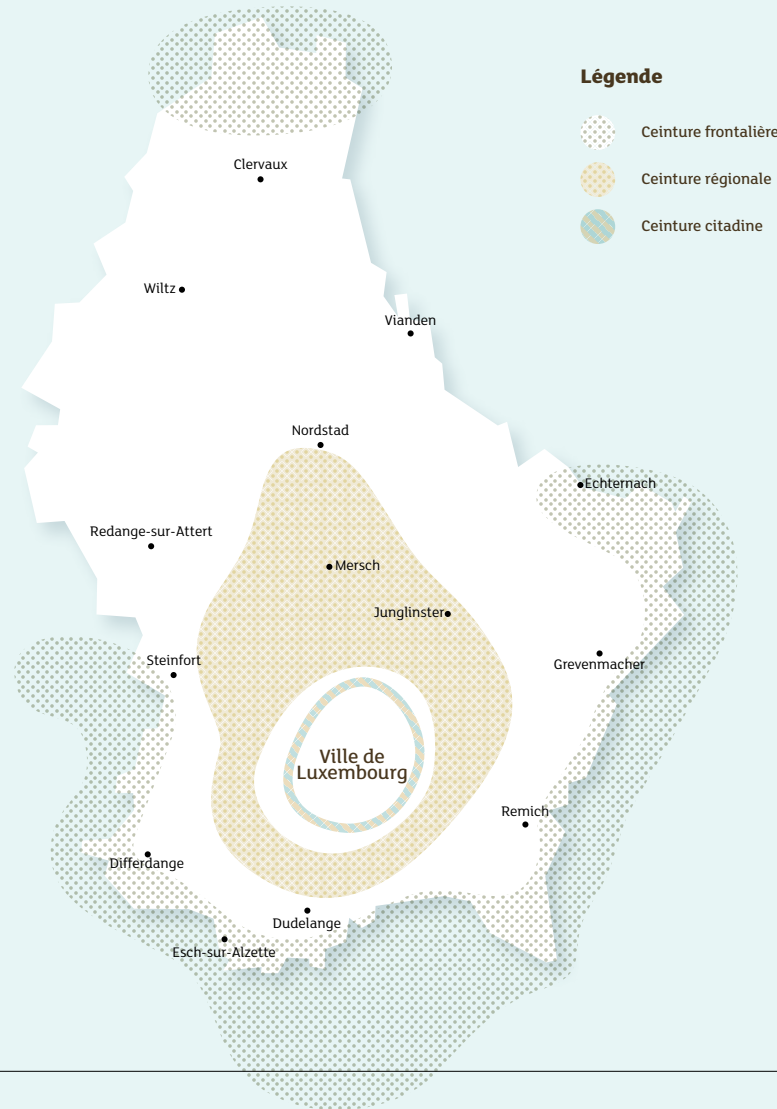 Légende
Ceinture frontalière
Ceinture régionale
Ceinture citadine
Clervaux
Wiltz
Vianden
Nordstad
Echternach
Redange-sur-Attert
Mersch
Junglinster
Steinfort
Grevenmacher
Ville de
Luxembourg
Remich
Differdange
Dudelange
Esch-sur-Alzette